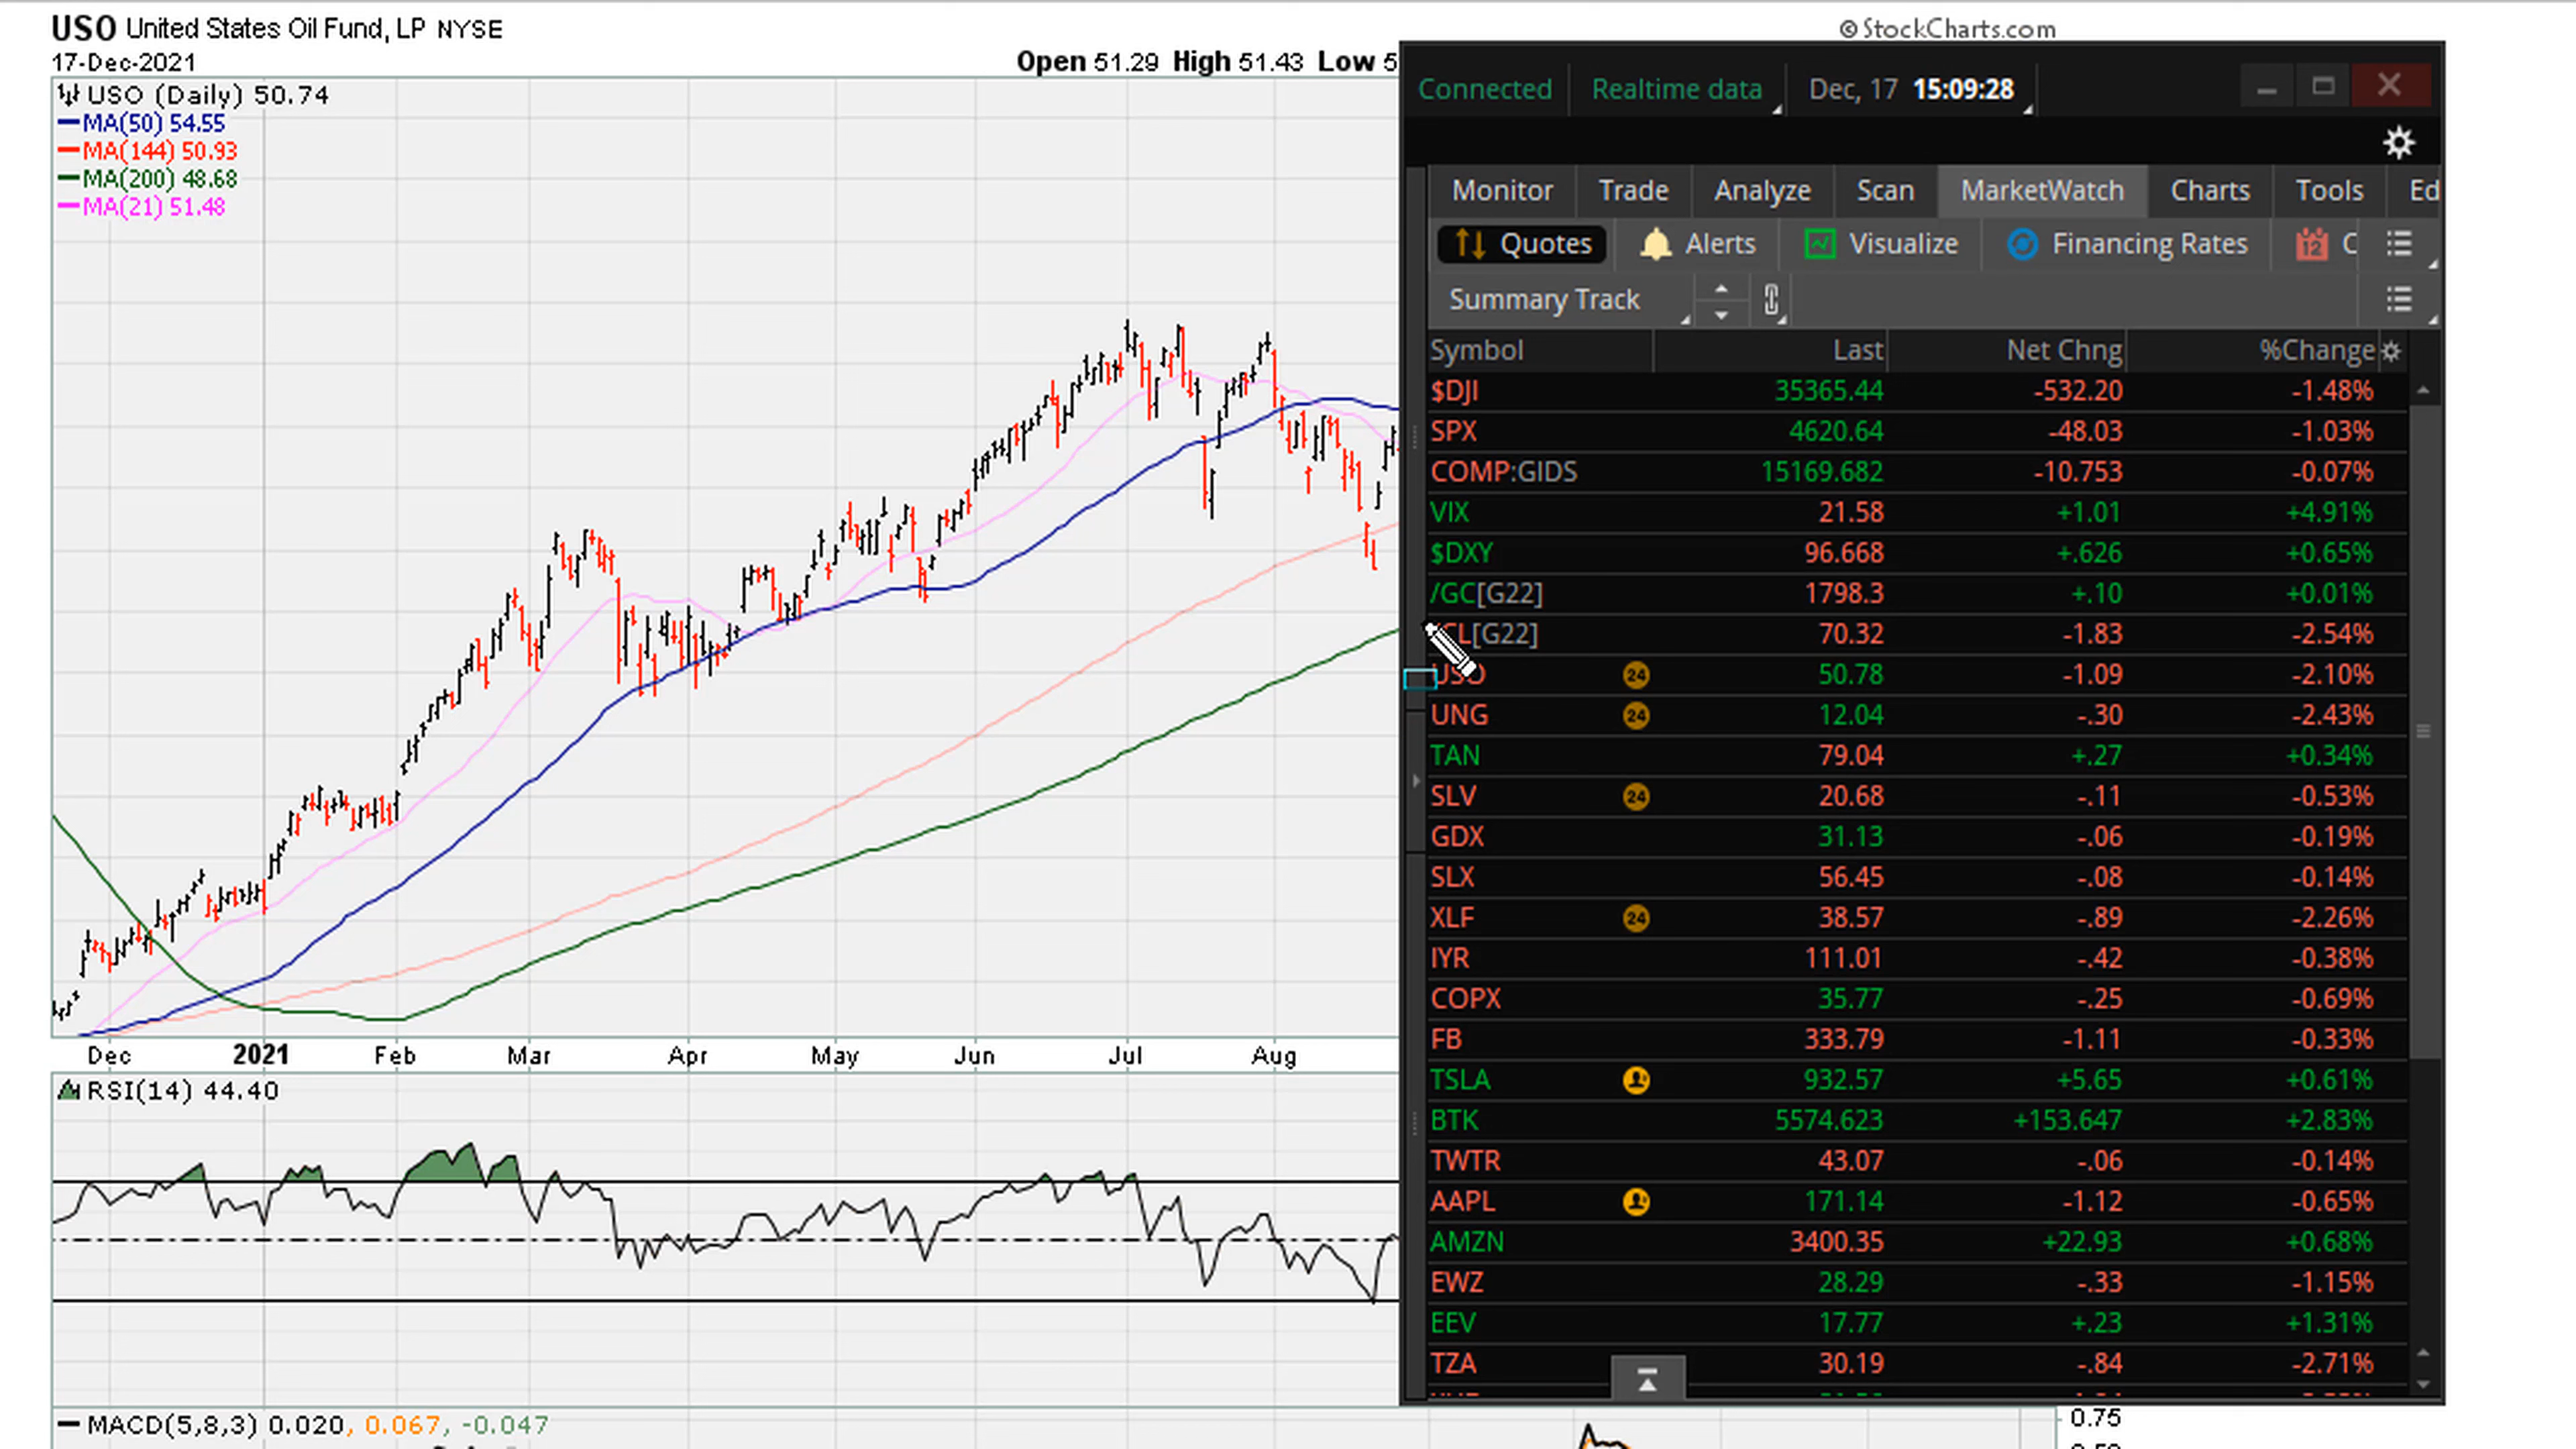 USO United States Oil Fund, LP NYSE
© StockCharts.com
17-Dec-2021
Open 51.29 High 51.43 Low 5
USO (Daily) 50.74
MA(50) 54.55
MA(144) 50.93
MA(200) 48.68
MA(21) 51.48
Dec 2021 Feb Mar Apr May Jun Jul Aug
RSI(14) 44.40
MACD(5,8,3) 0.020, 0.067, -0.047
0.75
Connected Realtime data Dec, 17 15:09:28
Monitor Trade Analyze Scan MarketWatch Charts Tools Ed
Quotes Alerts Visualize 12 Financing Rates C
Summary Track
Symbol Last Net Chng %Change
$DJI 35365.44 -532.20 -1.48%
SPX 4620.64 -48.03 -1.03%
COMP:GIDS 15169.682 -10.753 -0.07%
VIX 21.58 +1.01 +4.91%
$DXY 96.668 +.626 +0.65%
/GC[G22] 1798.3 +.10 +0.01%
CL[G22] 70.32 -1.83 -2.54%
USO 24 50.78 -1.09 -2.10%
UNG 24 12.04 -.30 -2.43%
TAN 79.04 +.27 +0.34%
SLV 24 20.68 -.11 -0.53%
GDX 31.13 -.06 -0.19%
SLX 56.45 -.08 -0.14%
XLF 24 38.57 -.89 -2.26%
IYR 111.01 -.42 -0.38%
COPX 35.77 -.25 -0.69%
FB 333.79 -1.11 -0.33%
TSLA 932.57 +5.65 +0.61%
BTK 5574.623 +153.647 +2.83%
TWTR 43.07 -.06 -0.14%
AAPL 171.14 -1.12 -0.65%
AMZN 3400.35 +22.93 +0.68%
EWZ 28.29 -.33 -1.15%
EEV 17.77 +.23 +1.31%
TZA 30.19 -.84 -2.71%